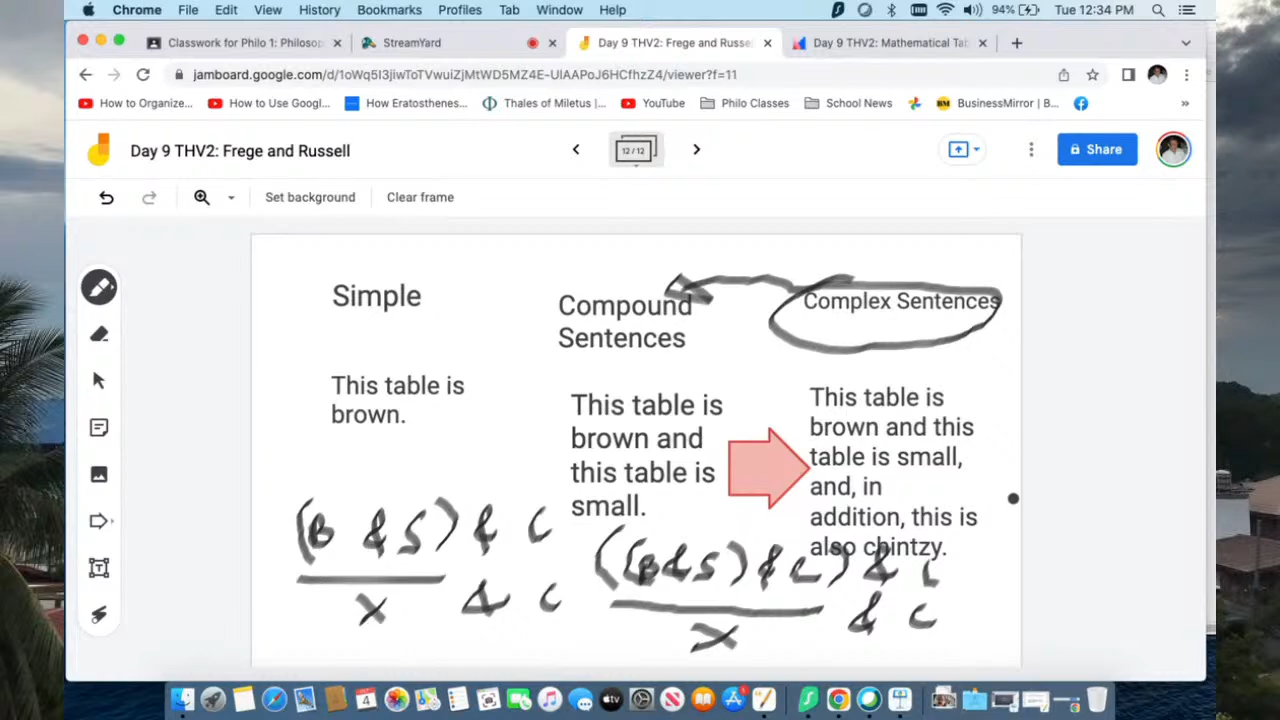 Chrome File Edit View History Bookmarks Profiles Tab Window Help 94% Tue 12:34 PM
Classwork for Philo 1: Philosop StreamYard Day 9 THV2: Frege and Russe Day 9 THV2: Mathematical Tab
jamboard.google.com/d/1oWq5I3jiwToTVwuiZjMtWD5MZ4E-UIAAPoJ6HCfhzZ4/viewer?f=11
How to Organize... How to Use Googl... How Eratosthenes... Thales of Miletus |... YouTube Philo Classes School News BM BusinessMirror | B... »
Day 9 THV2: Frege and Russell 12 / 12 Share
Set background Clear frame
Simple
Compound
Sentences
Complex Sentences
This table is
brown.
This table is
brown and
this table is
small.
This table is
brown and this
table is small,
and, in
addition, this is
also chintzy.
(B & S) & C
X & C
((B & S) & C) & C
X & C
4